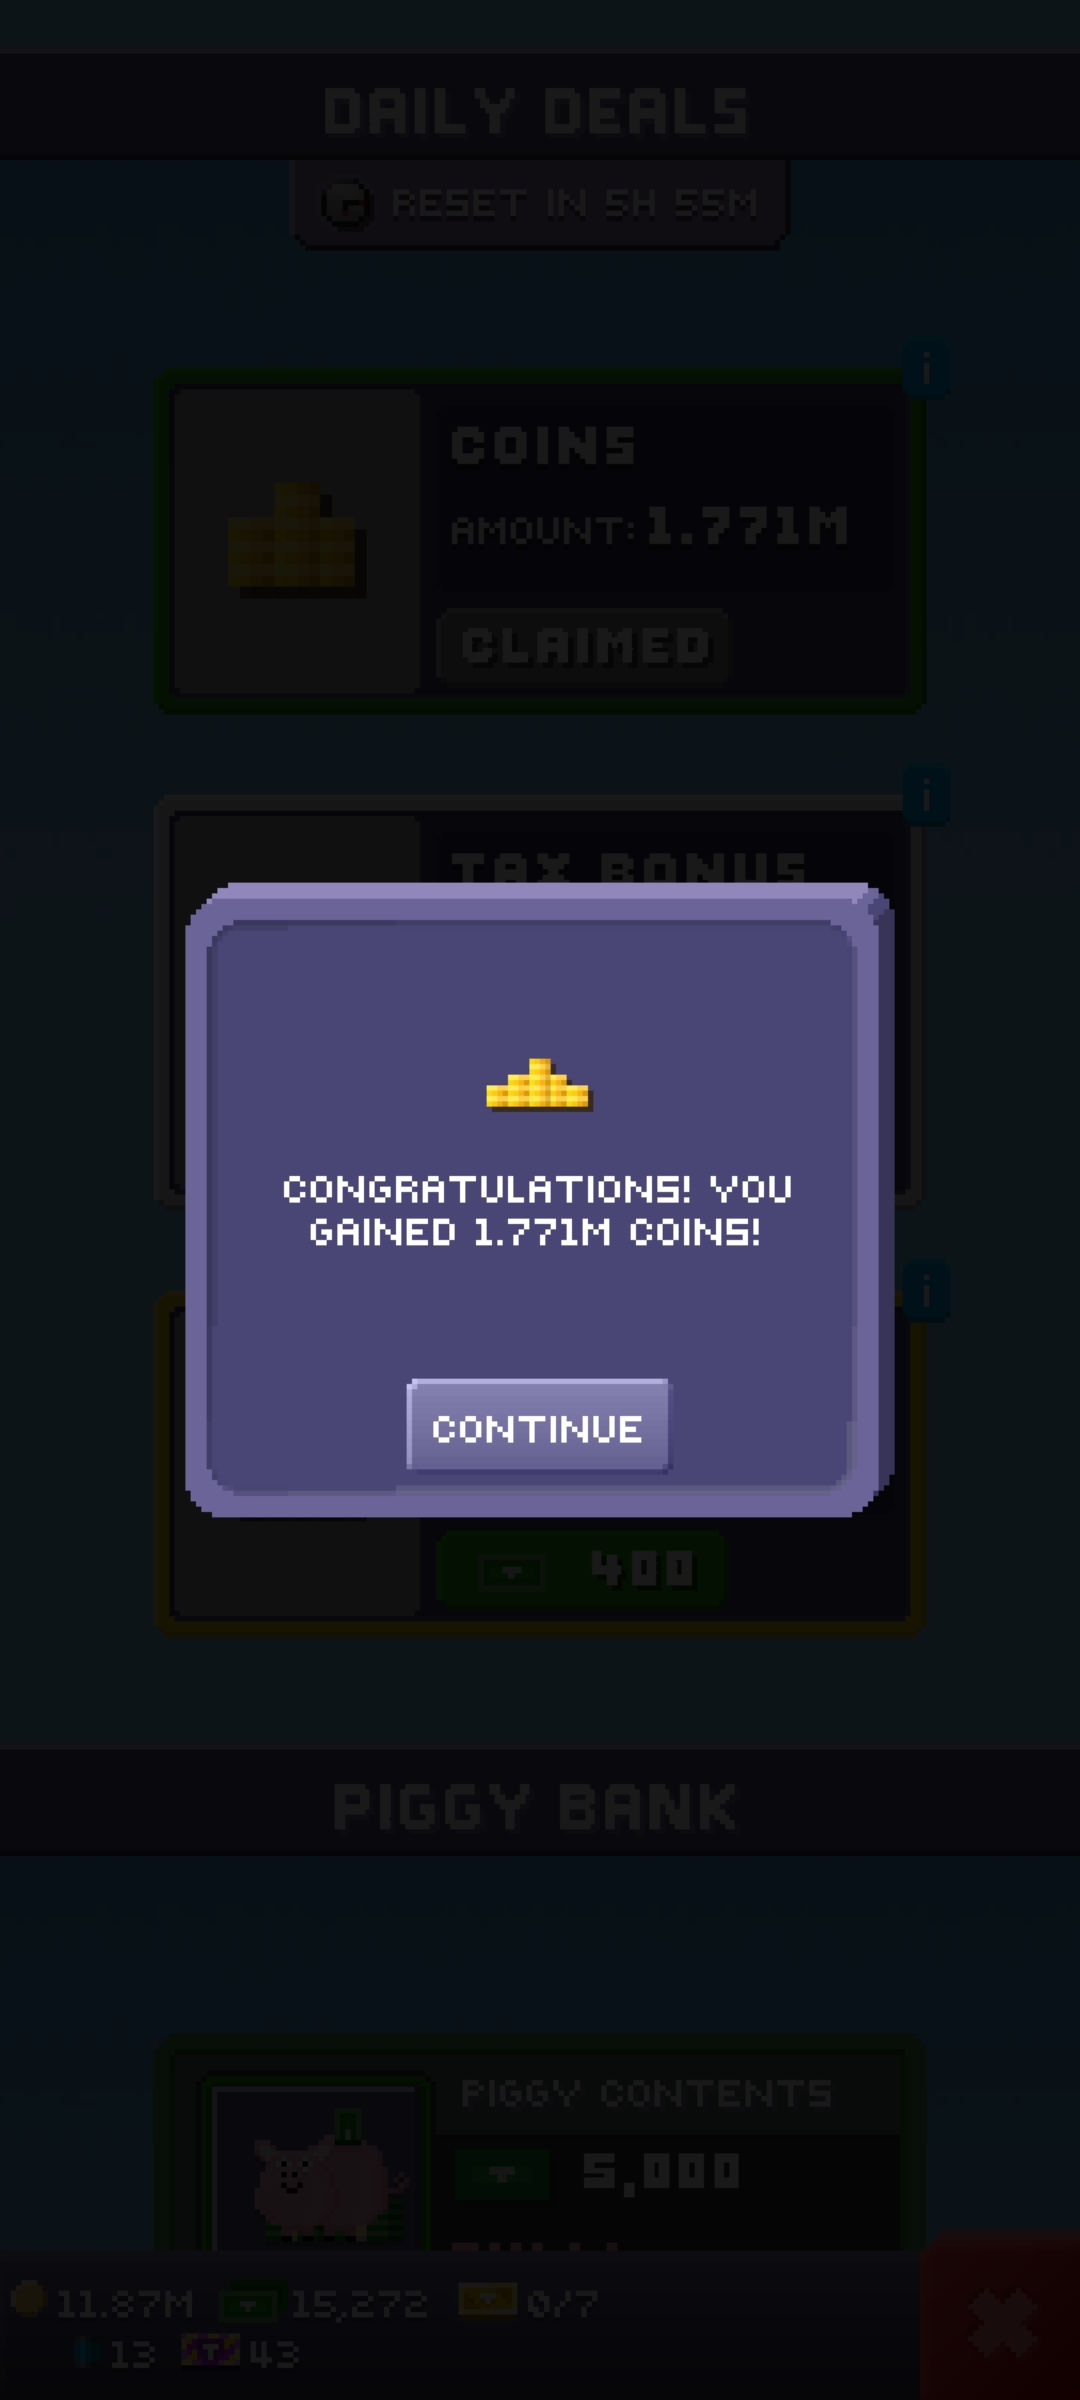 DAILY DEALS
RESET IN 5H 55M
i
COINS
AMOUNT: 1.771M
CLAIMED
i
TAX BONUS
CONGRATULATIONS! YOU
GAINED 1.771M COINS!
i
CONTINUE
400
PIGGY BANK
PIGGY CONTENTS
5,000
11.87M 15,272 0/7
13 T 43